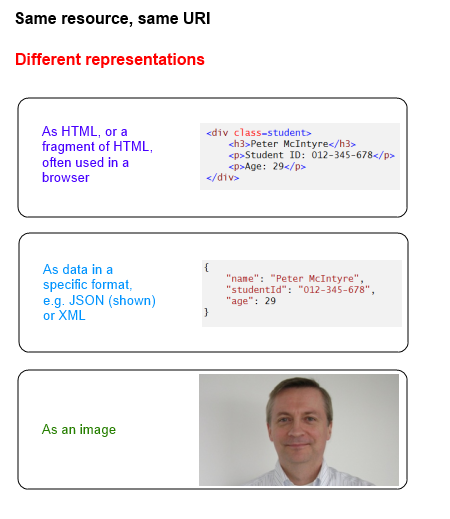 Same resource, same URI
Different representations
As HTML, or a
fragment of HTML,
often used in a
browser
<div class=student>
<h3>Peter McIntyre</h3>
<p>Student ID: 012-345-678</p>
<p>Age: 29</p>
</div>
As data in a
specific format,
e.g. JSON (shown)
or XML
{
"name": "Peter McIntyre",
"studentId": "012-345-678",
"age": 29
}
As an image